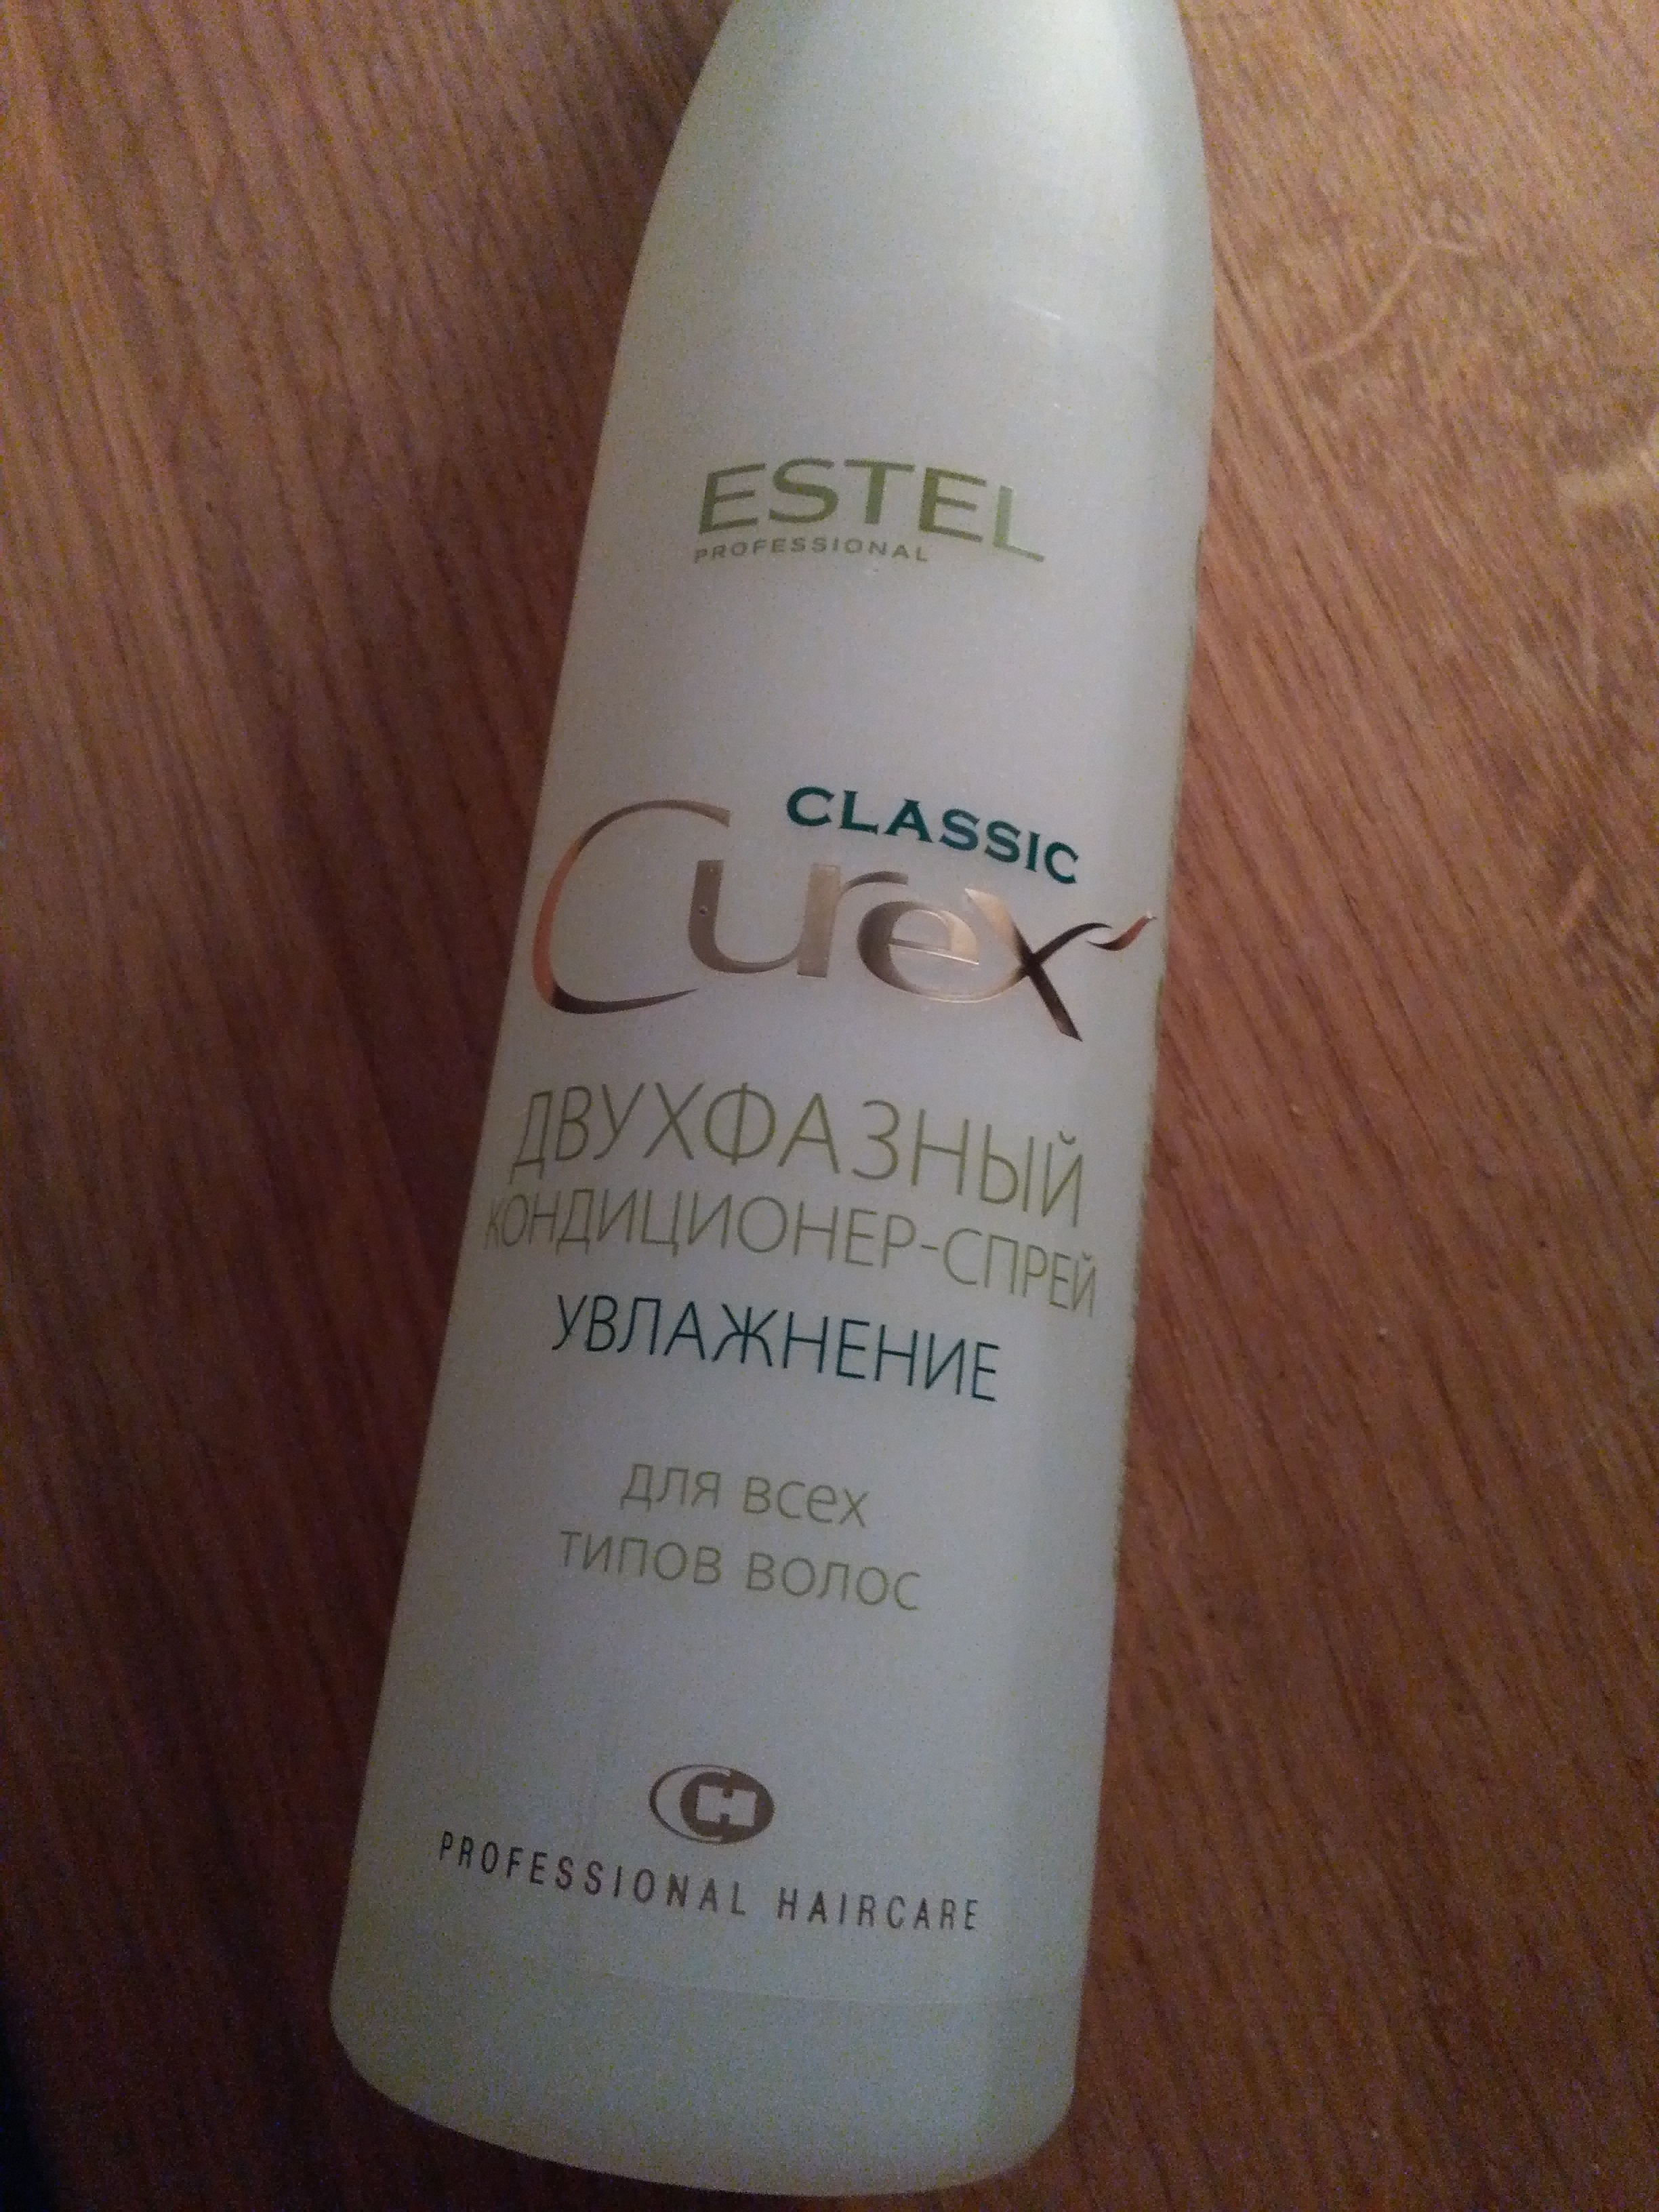 ESTEL
PROFESSIONAL
CLASSIC
Curex
ДВУХФАЗНЫЙ
КОНДИЦИОНЕР-СПРЕЙ
УВЛАЖНЕНИЕ
для всех
типов волос
PROFESSIONAL HAIRCARE